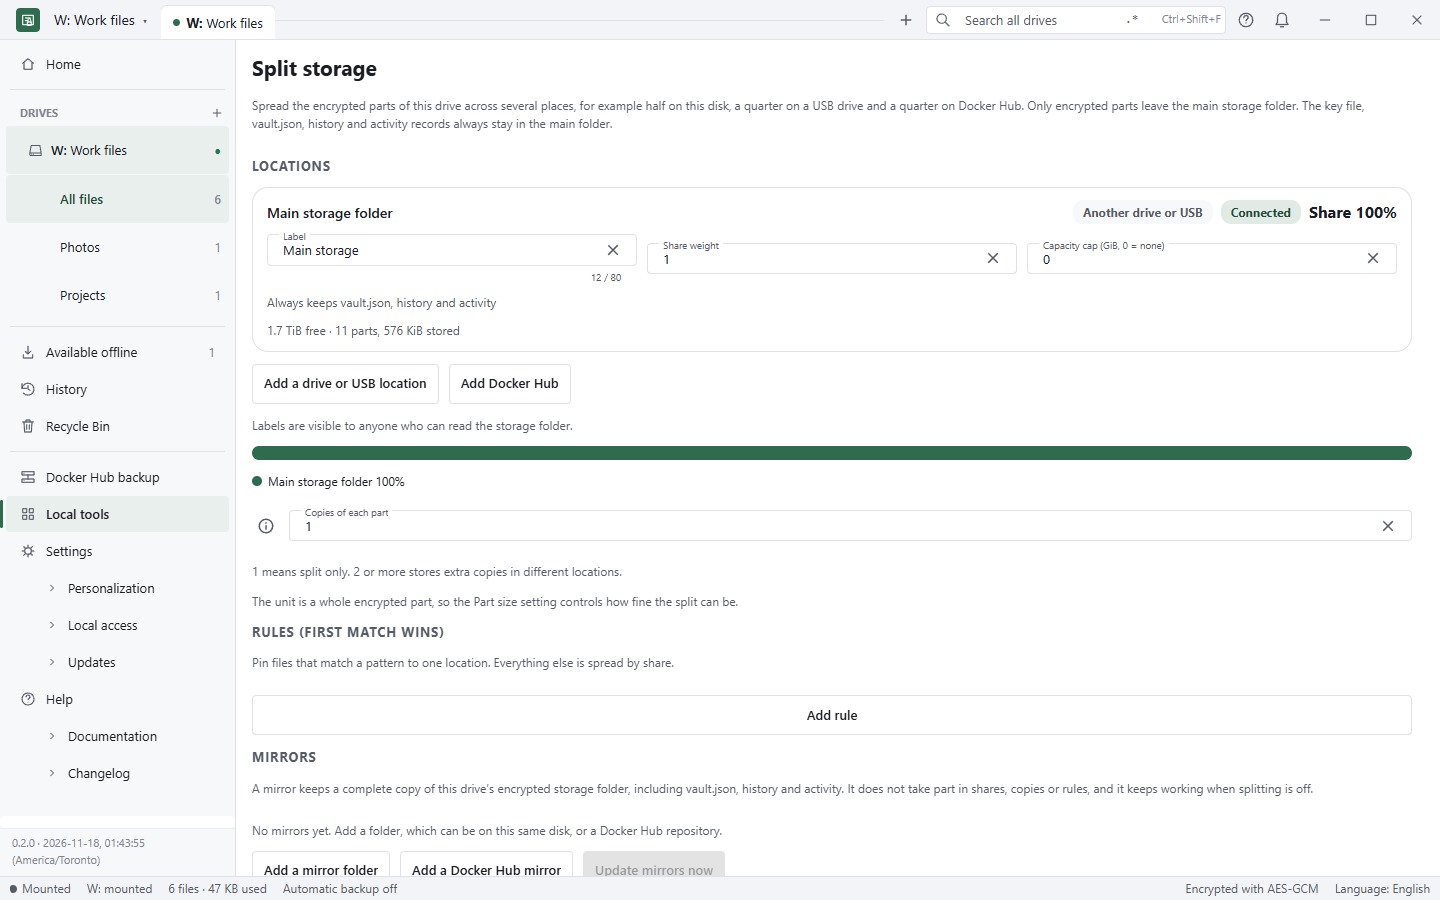 W: Work files
W: Work files
Search all drives
.*
Ctrl+Shift+F
Home
DRIVES
W: Work files
All files 6
Photos 1
Projects 1
Available offline 1
History
Recycle Bin
Docker Hub backup
Local tools
Settings
Personalization
Local access
Updates
Help
Documentation
Changelog
0.2.0 · 2026-11-18, 01:43:55
(America/Toronto)
Split storage
Spread the encrypted parts of this drive across several places, for example half on this disk, a quarter on a USB drive and a quarter on Docker Hub. Only encrypted parts leave the main storage folder. The key file,
vault.json, history and activity records always stay in the main folder.
LOCATIONS
Main storage folder
Another drive or USB
Connected
Share 100%
Label
Main storage
12 / 80
Share weight
1
Capacity cap (GiB, 0 = none)
0
Always keeps vault.json, history and activity
1.7 TiB free · 11 parts, 576 KiB stored
Add a drive or USB location
Add Docker Hub
Labels are visible to anyone who can read the storage folder.
Main storage folder 100%
Copies of each part
1
1 means split only. 2 or more stores extra copies in different locations.
The unit is a whole encrypted part, so the Part size setting controls how fine the split can be.
RULES (FIRST MATCH WINS)
Pin files that match a pattern to one location. Everything else is spread by share.
Add rule
MIRRORS
A mirror keeps a complete copy of this drive's encrypted storage folder, including vault.json, history and activity. It does not take part in shares, copies or rules, and it keeps working when splitting is off.
No mirrors yet. Add a folder, which can be on this same disk, or a Docker Hub repository.
Add a mirror folder
Add a Docker Hub mirror
Update mirrors now
Mounted
W: mounted
6 files · 47 KB used
Automatic backup off
Encrypted with AES-GCM
Language: English